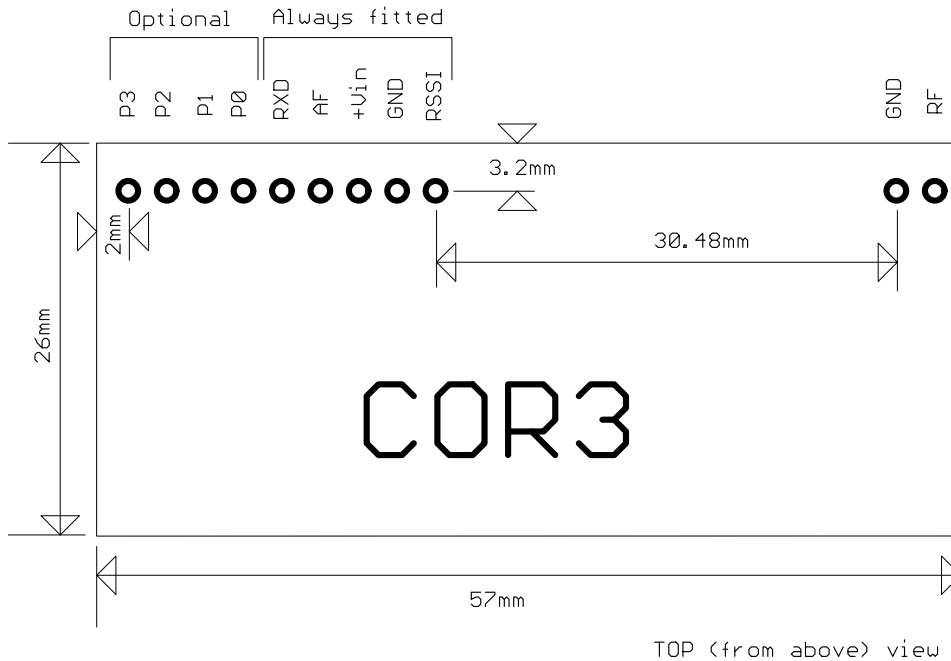 Optional
Always fitted
P3
P2
P1
P0
RXD
AF
+Vin
GND
RSSI
GND
RF
3.2mm
2mm
30.48mm
26mm
COR3
57mm
TOP (from above) view